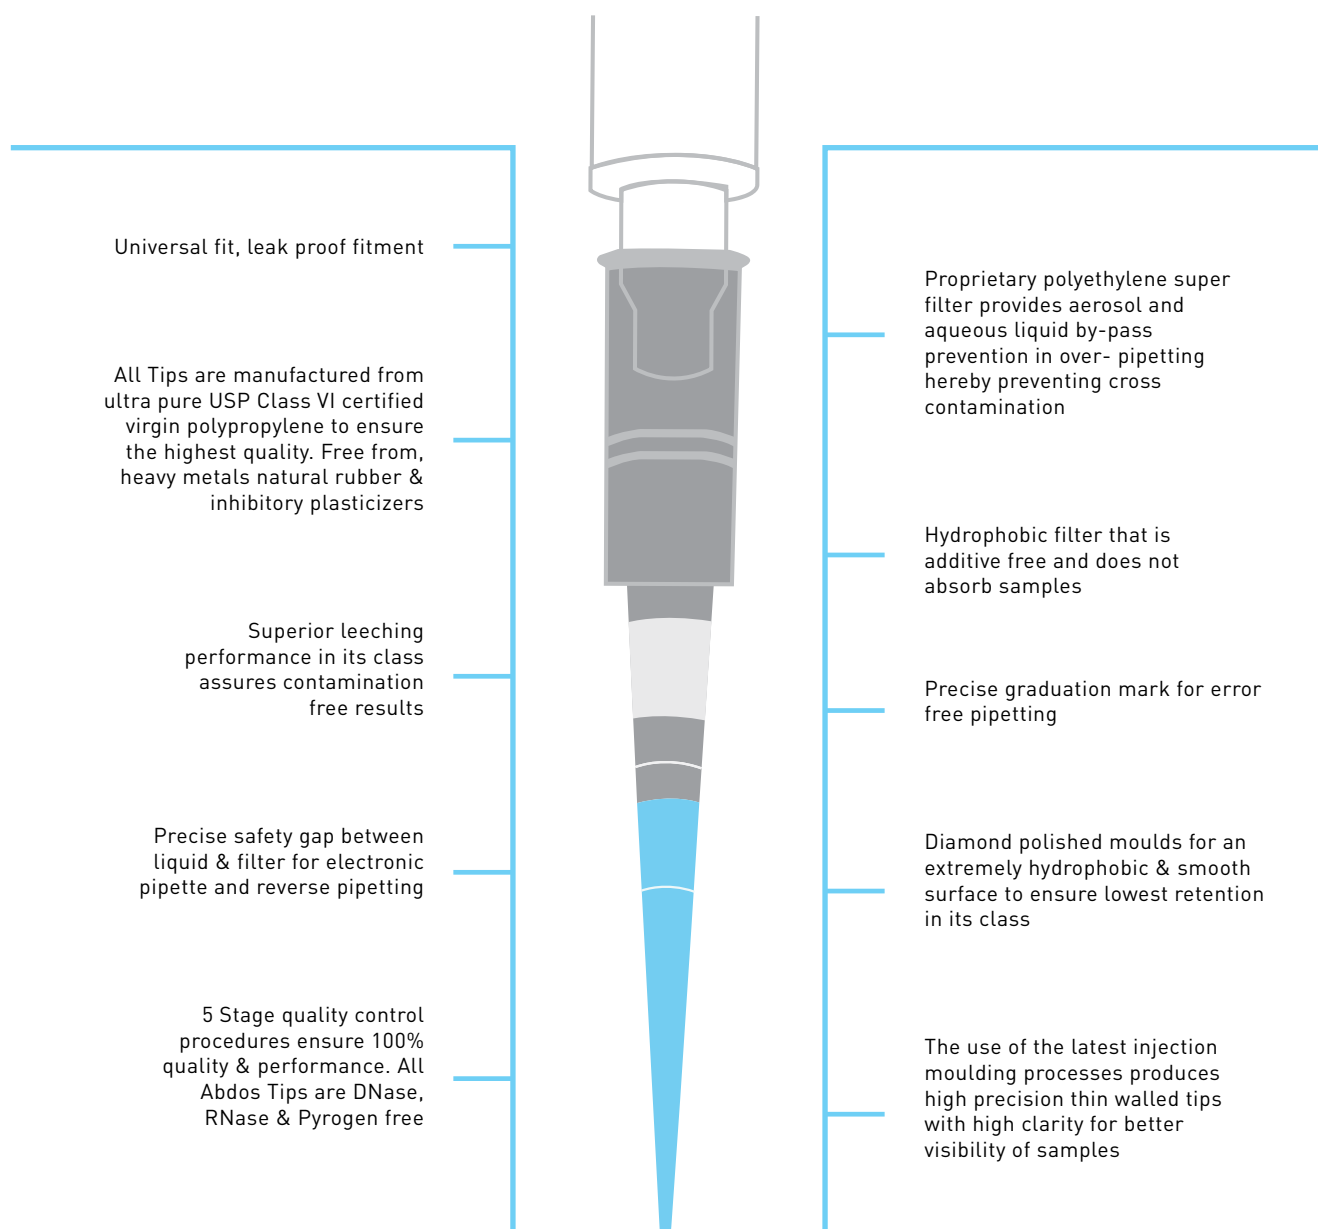 Universal fit, leak proof fitment
All Tips are manufactured from
ultra pure USP Class VI certified
virgin polypropylene to ensure
the highest quality. Free from,
heavy metals natural rubber &
inhibitory plasticizers
Superior leeching
performance in its class
assures contamination
free results
Precise safety gap between
liquid & filter for electronic
pipette and reverse pipetting
5 Stage quality control
procedures ensure 100%
quality & performance. All
Abdos Tips are DNase,
RNase & Pyrogen free
Proprietary polyethylene super
filter provides aerosol and
aqueous liquid by-pass
prevention in over- pipetting
hereby preventing cross
contamination
Hydrophobic filter that is
additive free and does not
absorb samples
Precise graduation mark for error
free pipetting
Diamond polished moulds for an
extremely hydrophobic & smooth
surface to ensure lowest retention
in its class
The use of the latest injection
moulding processes produces
high precision thin walled tips
with high clarity for better
visibility of samples